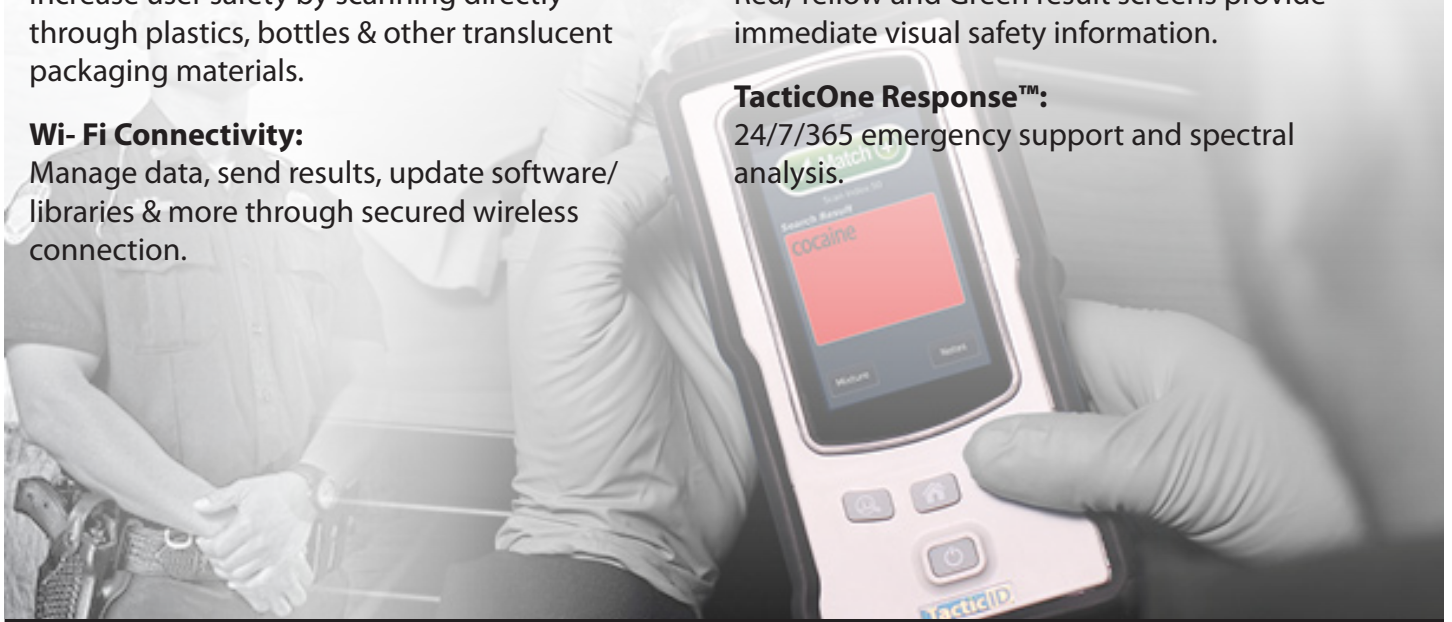 Increase user safety by scanning directly
through plastics, bottles & other translucent
packaging materials.
Wi- Fi Connectivity:
Manage data, send results, update software/
libraries & more through secured wireless
connection.
Red/Yellow and Green result screens provide
immediate visual safety information.
TacticOne Response™:
24/7/365 emergency support and spectral
analysis.
Match
Search Result
cocaine
Mixture
Notes
TacticID